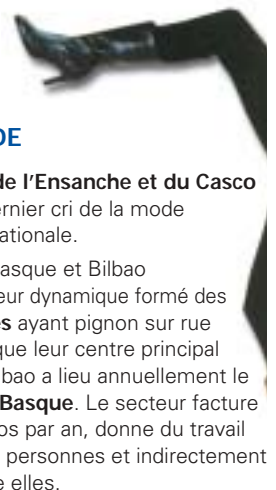 DE
de l'Ensanche et du Casco
ernier cri de la mode
ationale.
asque et Bilbao
eur dynamique formé des
s ayant pignon sur rue
que leur centre principal
lbao a lieu annuellement le
Basque. Le secteur facture
os par an, donne du travail
personnes et indirectement
e elles.